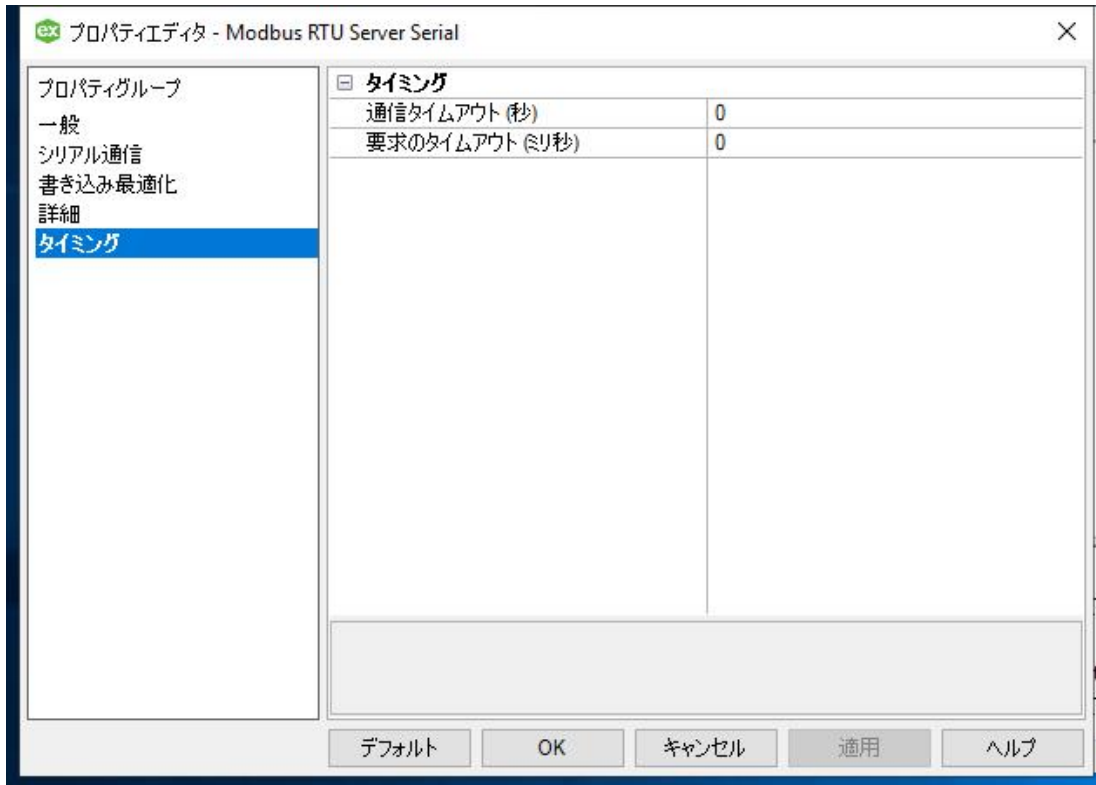 ex プロパティエディタ - Modbus RTU Server Serial
プロパティグループ
一般
シリアル通信
書き込み最適化
詳細
タイミング
タイミング
通信タイムアウト (秒) 0
要求のタイムアウト (ミリ秒) 0
デフォルト OK キャンセル 適用 ヘルプ